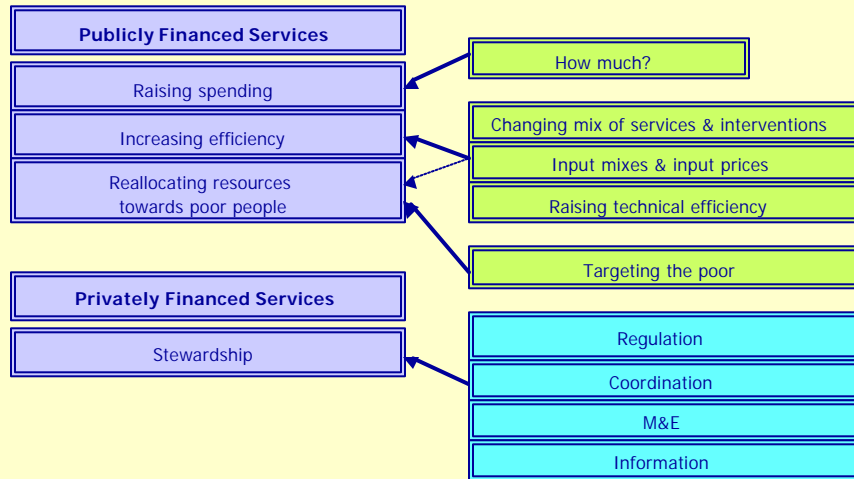 Publicly Financed Services
Raising spending
Increasing efficiency
Reallocating resources
towards poor people
Privately Financed Services
Stewardship
How much?
Changing mix of services & interventions
Input mixes & input prices
Raising technical efficiency
Targeting the poor
Regulation
Coordination
M&E
Information